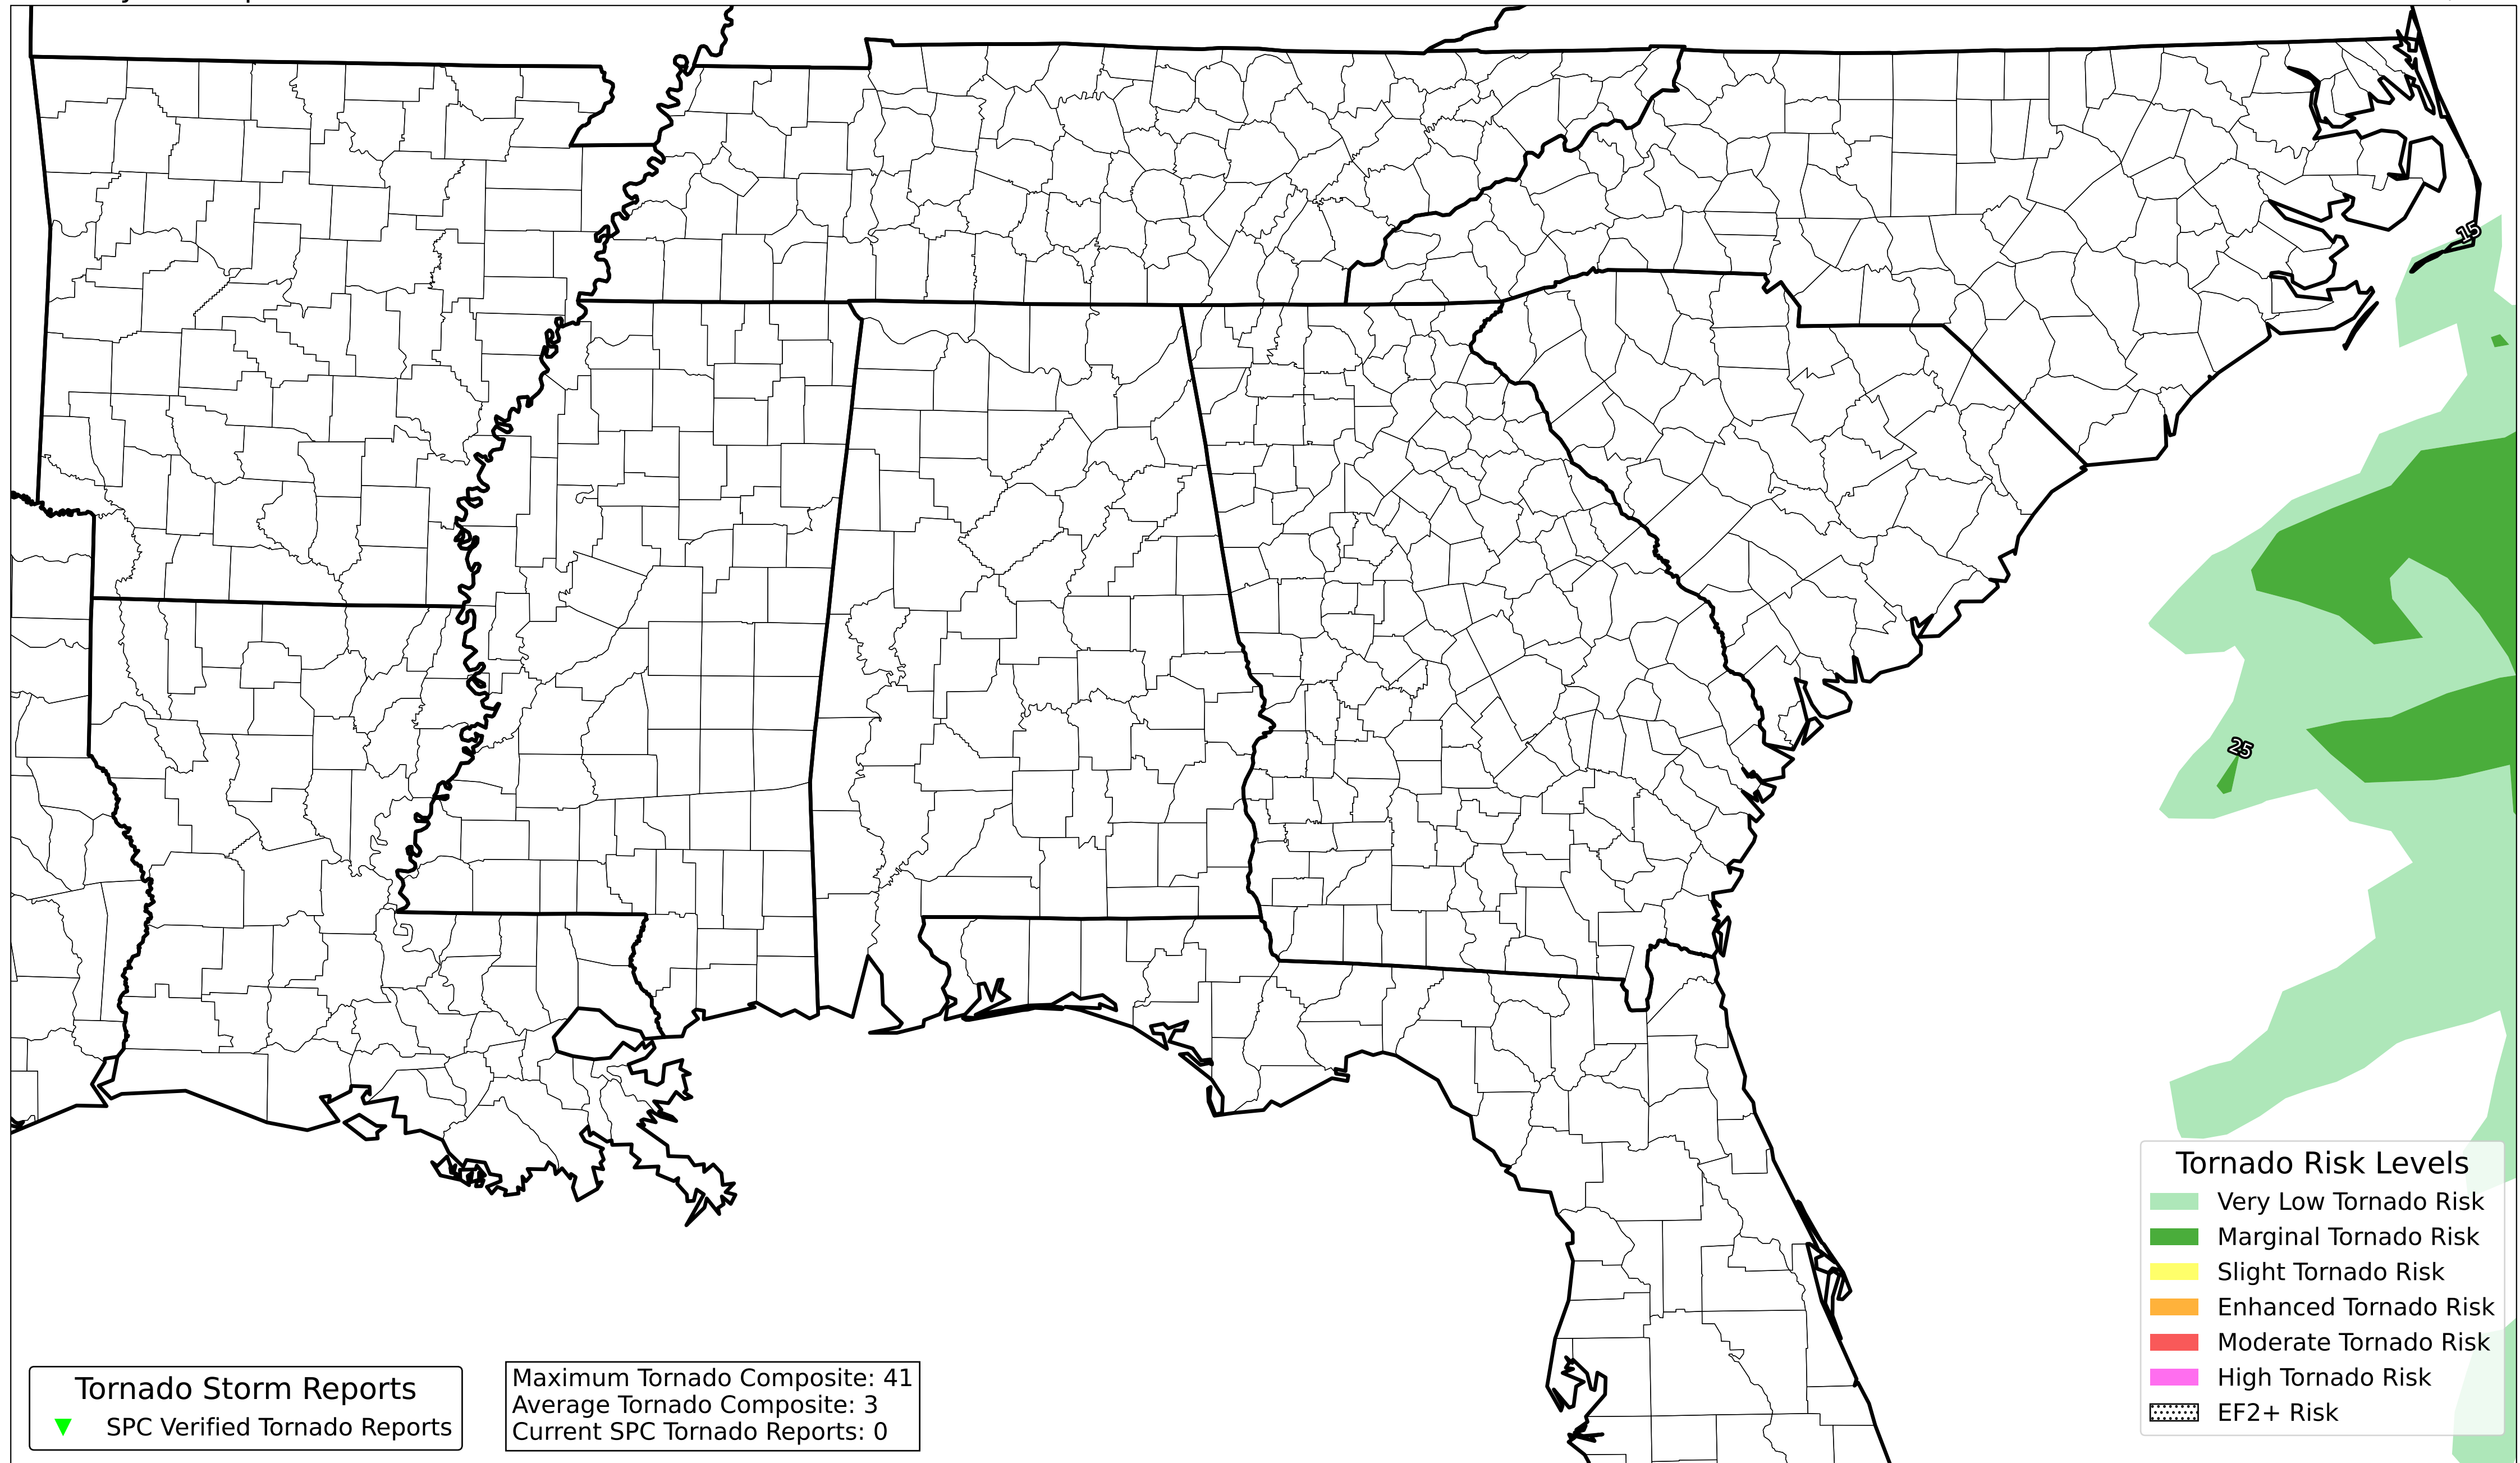 15
25
Tornado Risk Levels
Very Low Tornado Risk
Marginal Tornado Risk
Slight Tornado Risk
Enhanced Tornado Risk
Moderate Tornado Risk
High Tornado Risk
EF2+ Risk
Tornado Storm Reports
SPC Verified Tornado Reports
Maximum Tornado Composite: 41
Average Tornado Composite: 3
Current SPC Tornado Reports: 0